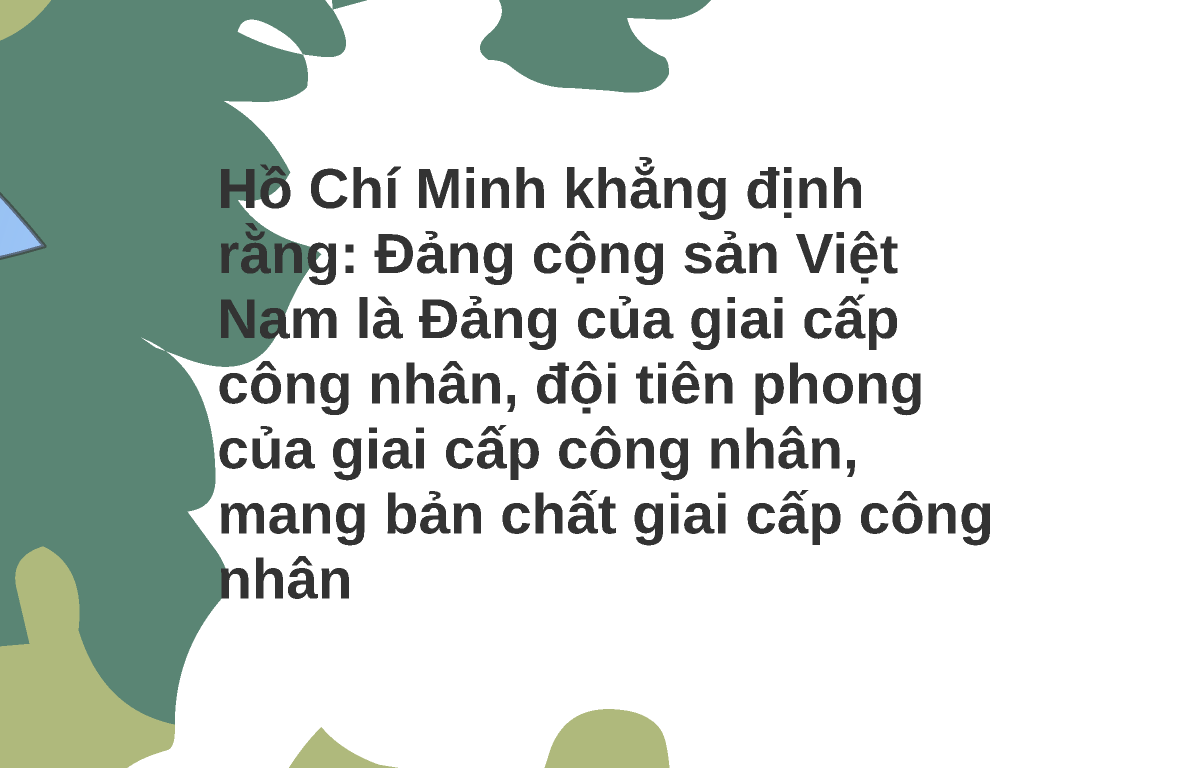 Hồ Chí Minh khẳng định
rằng: Đảng cộng sản Việt
Nam là Đảng của giai cấp
công nhân, đội tiên phong
của giai cấp công nhân,
mang bản chất giai cấp công
nhân